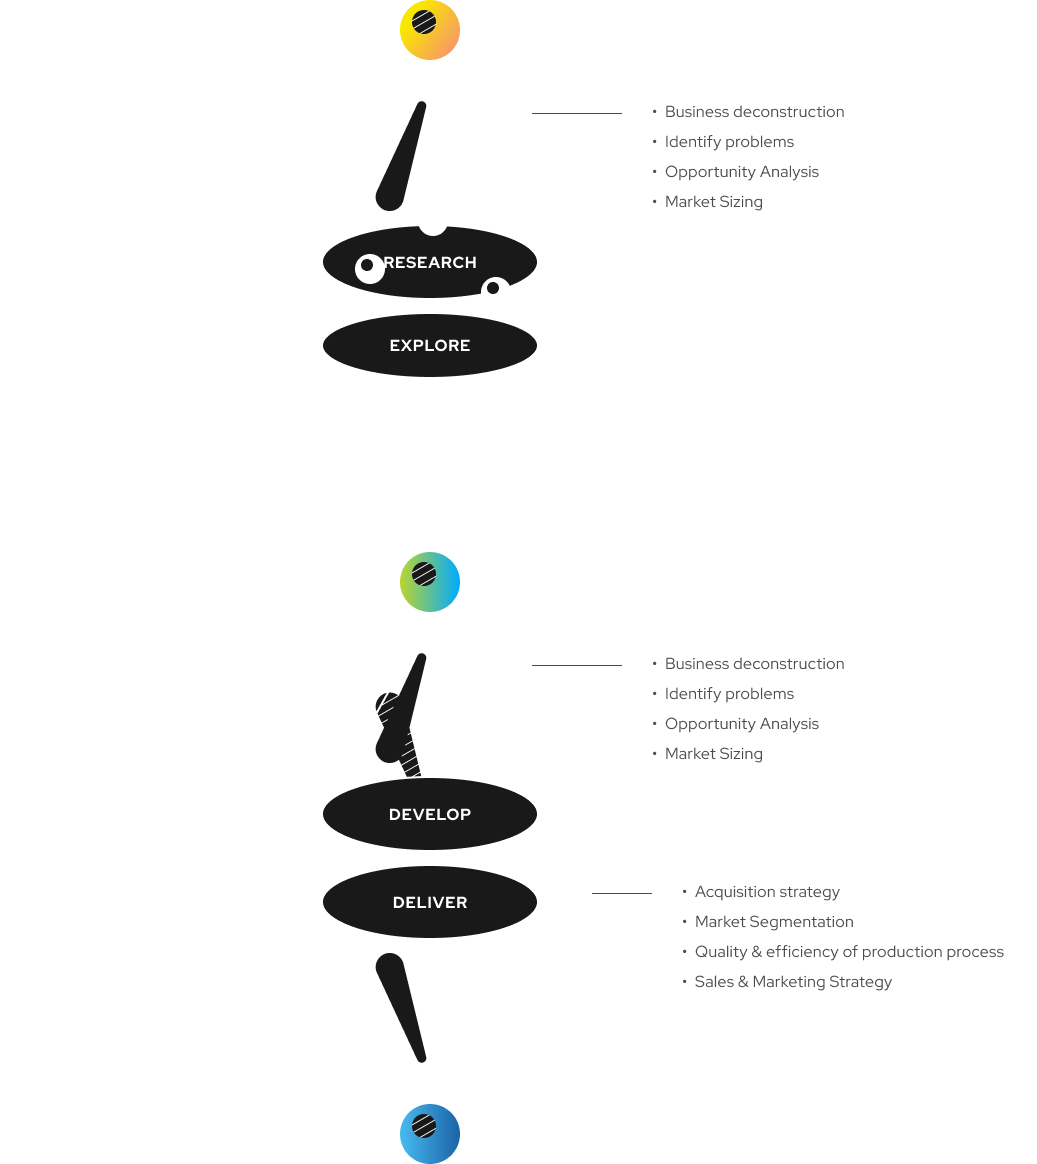 • Business deconstruction
• Identify problems
• Opportunity Analysis
• Market Sizing
RESEARCH
EXPLORE
• Business deconstruction
• Identify problems
• Opportunity Analysis
• Market Sizing
DEVELOP
DELIVER
• Acquisition strategy
• Market Segmentation
• Quality & efficiency of production process
• Sales & Marketing Strategy